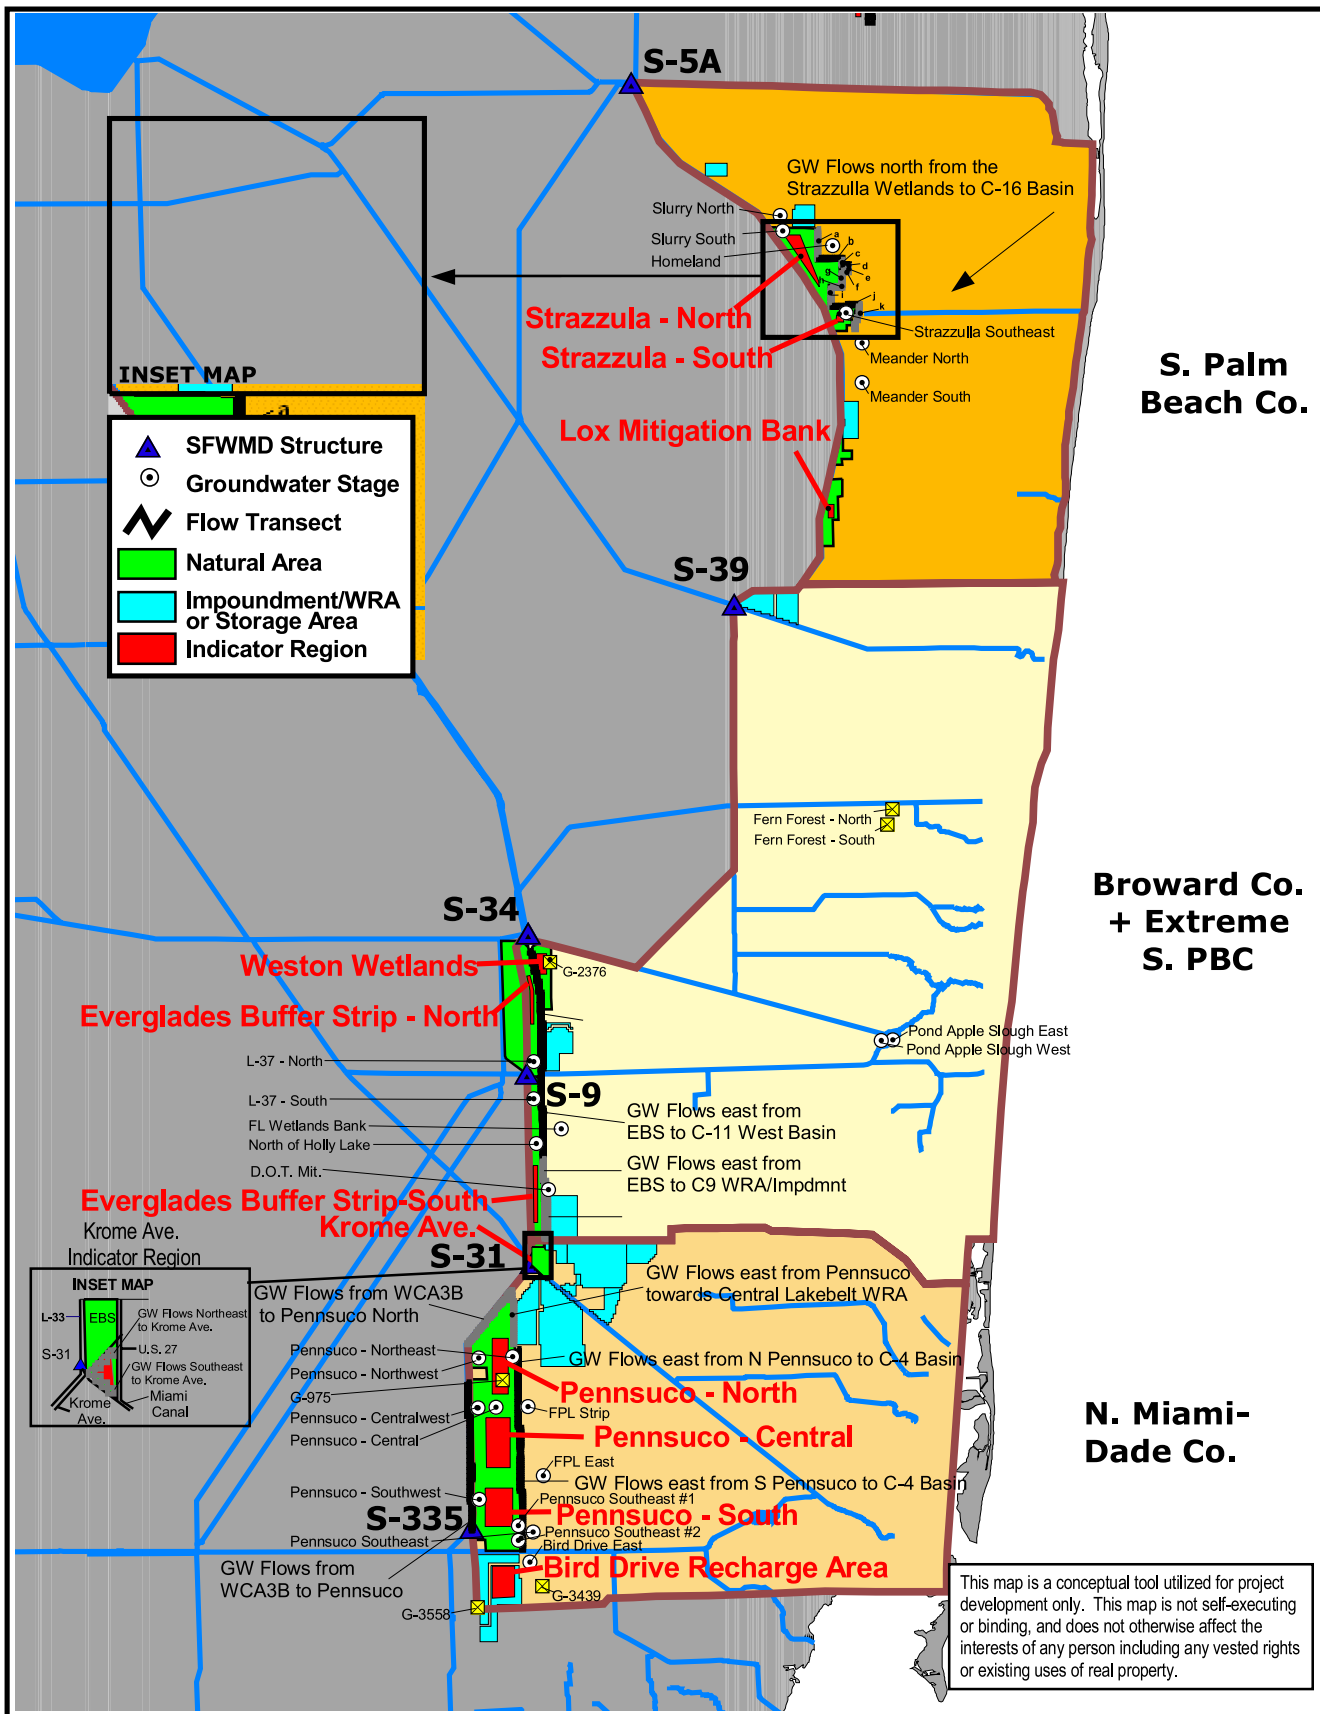 S-5A
GW Flows north from the
Strazzulla Wetlands to C-16 Basin
Slurry North
Slurry South
Homeland
a
b
c
d
e
f
g
h
i
j
k
Strazzula - North
Strazzulla Southeast
Strazzula - South
Meander North
Meander South
S. Palm
Beach Co.
INSET MAP
a
SFWMD Structure
Groundwater Stage
Flow Transect
Natural Area
Impoundment/WRA
or Storage Area
Indicator Region
Lox Mitigation Bank
S-39
Fern Forest - North
Fern Forest - South
Broward Co.
+ Extreme
S. PBC
S-34
Weston Wetlands
G-2376
Everglades Buffer Strip - North
Pond Apple Slough East
Pond Apple Slough West
L-37 - North
S-9
L-37 - South
GW Flows east from
EBS to C-11 West Basin
FL Wetlands Bank
North of Holly Lake
D.O.T. Mit.
GW Flows east from
EBS to C9 WRA/Impdmnt
Everglades Buffer Strip-South
Krome Ave.
S-31
Krome Ave.
Indicator Region
INSET MAP
L-33
EBS
GW Flows Northeast
to Krome Ave.
U.S. 27
S-31
GW Flows Southeast
to Krome Ave.
Krome
Ave.
Miami
Canal
GW Flows from WCA3B
to Pennsuco North
GW Flows east from Pennsuco
towards Central Lakebelt WRA
Pennsuco - Northeast
Pennsuco - Northwest
G-975
GW Flows east from N Pennsuco to C-4 Basin
Pennsuco - North
Pennsuco - Centralwest
FPL Strip
Pennsuco - Central
Pennsuco - Central
FPL East
GW Flows east from S Pennsuco to C-4 Basin
Pennsuco - Southwest
Pennsuco Southeast #1
Pennsuco - South
S-335
Pennsuco Southeast
Pennsuco Southeast #2
Bird Drive East
Bird Drive Recharge Area
GW Flows from
WCA3B to Pennsuco
G-3439
G-3558
N. Miami-
Dade Co.
This map is a conceptual tool utilized for project
development only. This map is not self-executing
or binding, and does not otherwise affect the
interests of any person including any vested rights
or existing uses of real property.